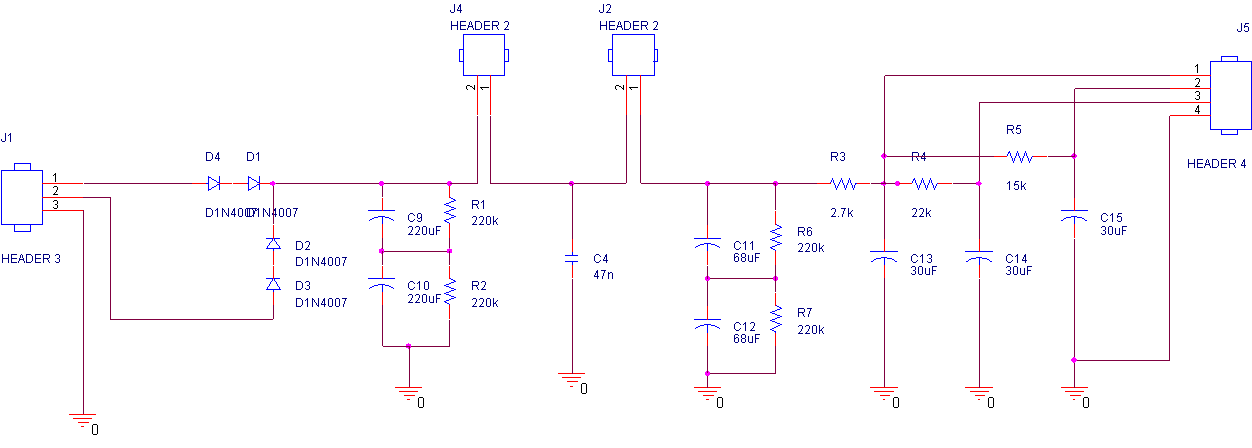 J4
HEADER 2
2
1
J2
HEADER 2
2
1
J5
1
2
3
4
HEADER 4
J1
1
2
3
HEADER 3
D4
D1N4007
D1
D1N4007
D2
D1N4007
D3
D1N4007
C9
220uF
R1
220k
C10
220uF
R2
220k
C4
47n
C11
68uF
R6
220k
C12
68uF
R7
220k
R3
2.7k
R4
22k
R5
15k
C13
30uF
C14
30uF
C15
30uF
0
0
0
0
0
0
0